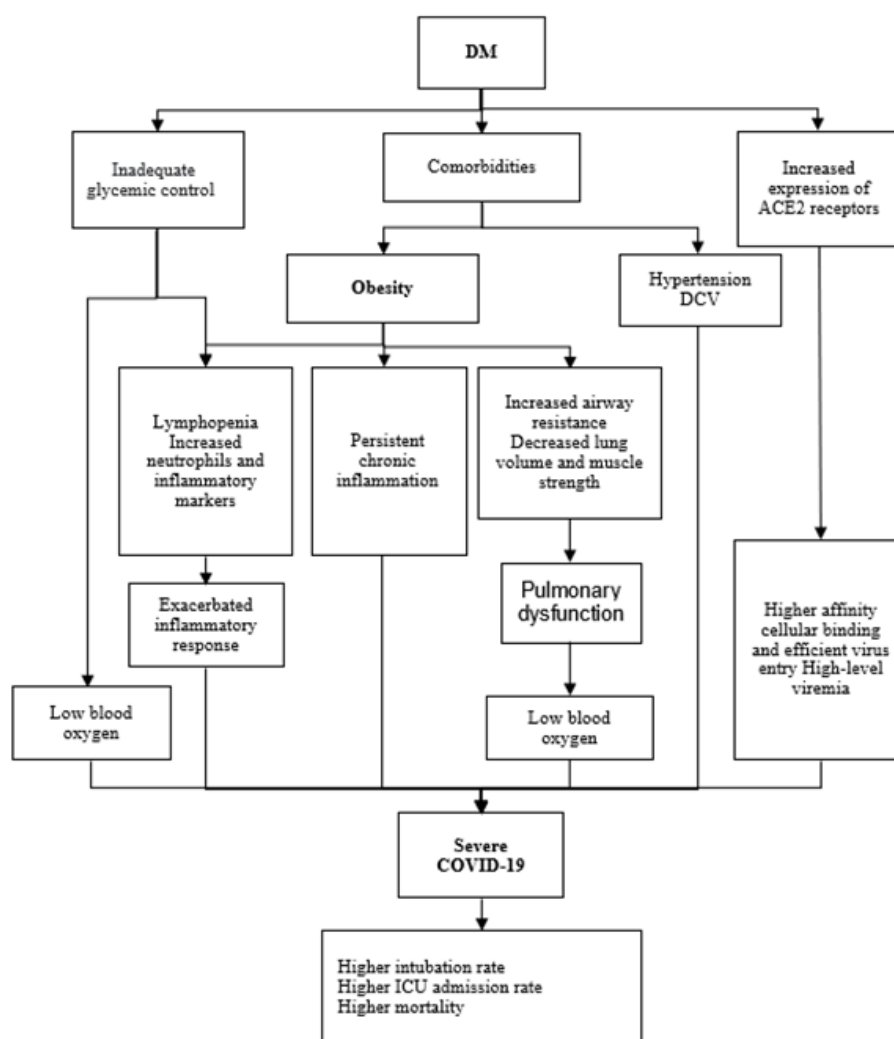 DM
Inadequate
glycemic control
Comorbidities
Increased
expression of
ACE2 receptors
Obesity
Hypertension
DCV
Lymphopenia
Increased
neutrophils and
inflammatory
markers
Persistent
chronic
inflammation
Increased airway
resistance
Decreased lung
volume and muscle
strength
Exacerbated
inflammatory
response
Pulmonary
dysfunction
Higher affinity
cellular binding
and efficient virus
entry High-level
viremia
Low blood
oxygen
Low blood
oxygen
Severe
COVID-19
Higher intubation rate
Higher ICU admission rate
Higher mortality